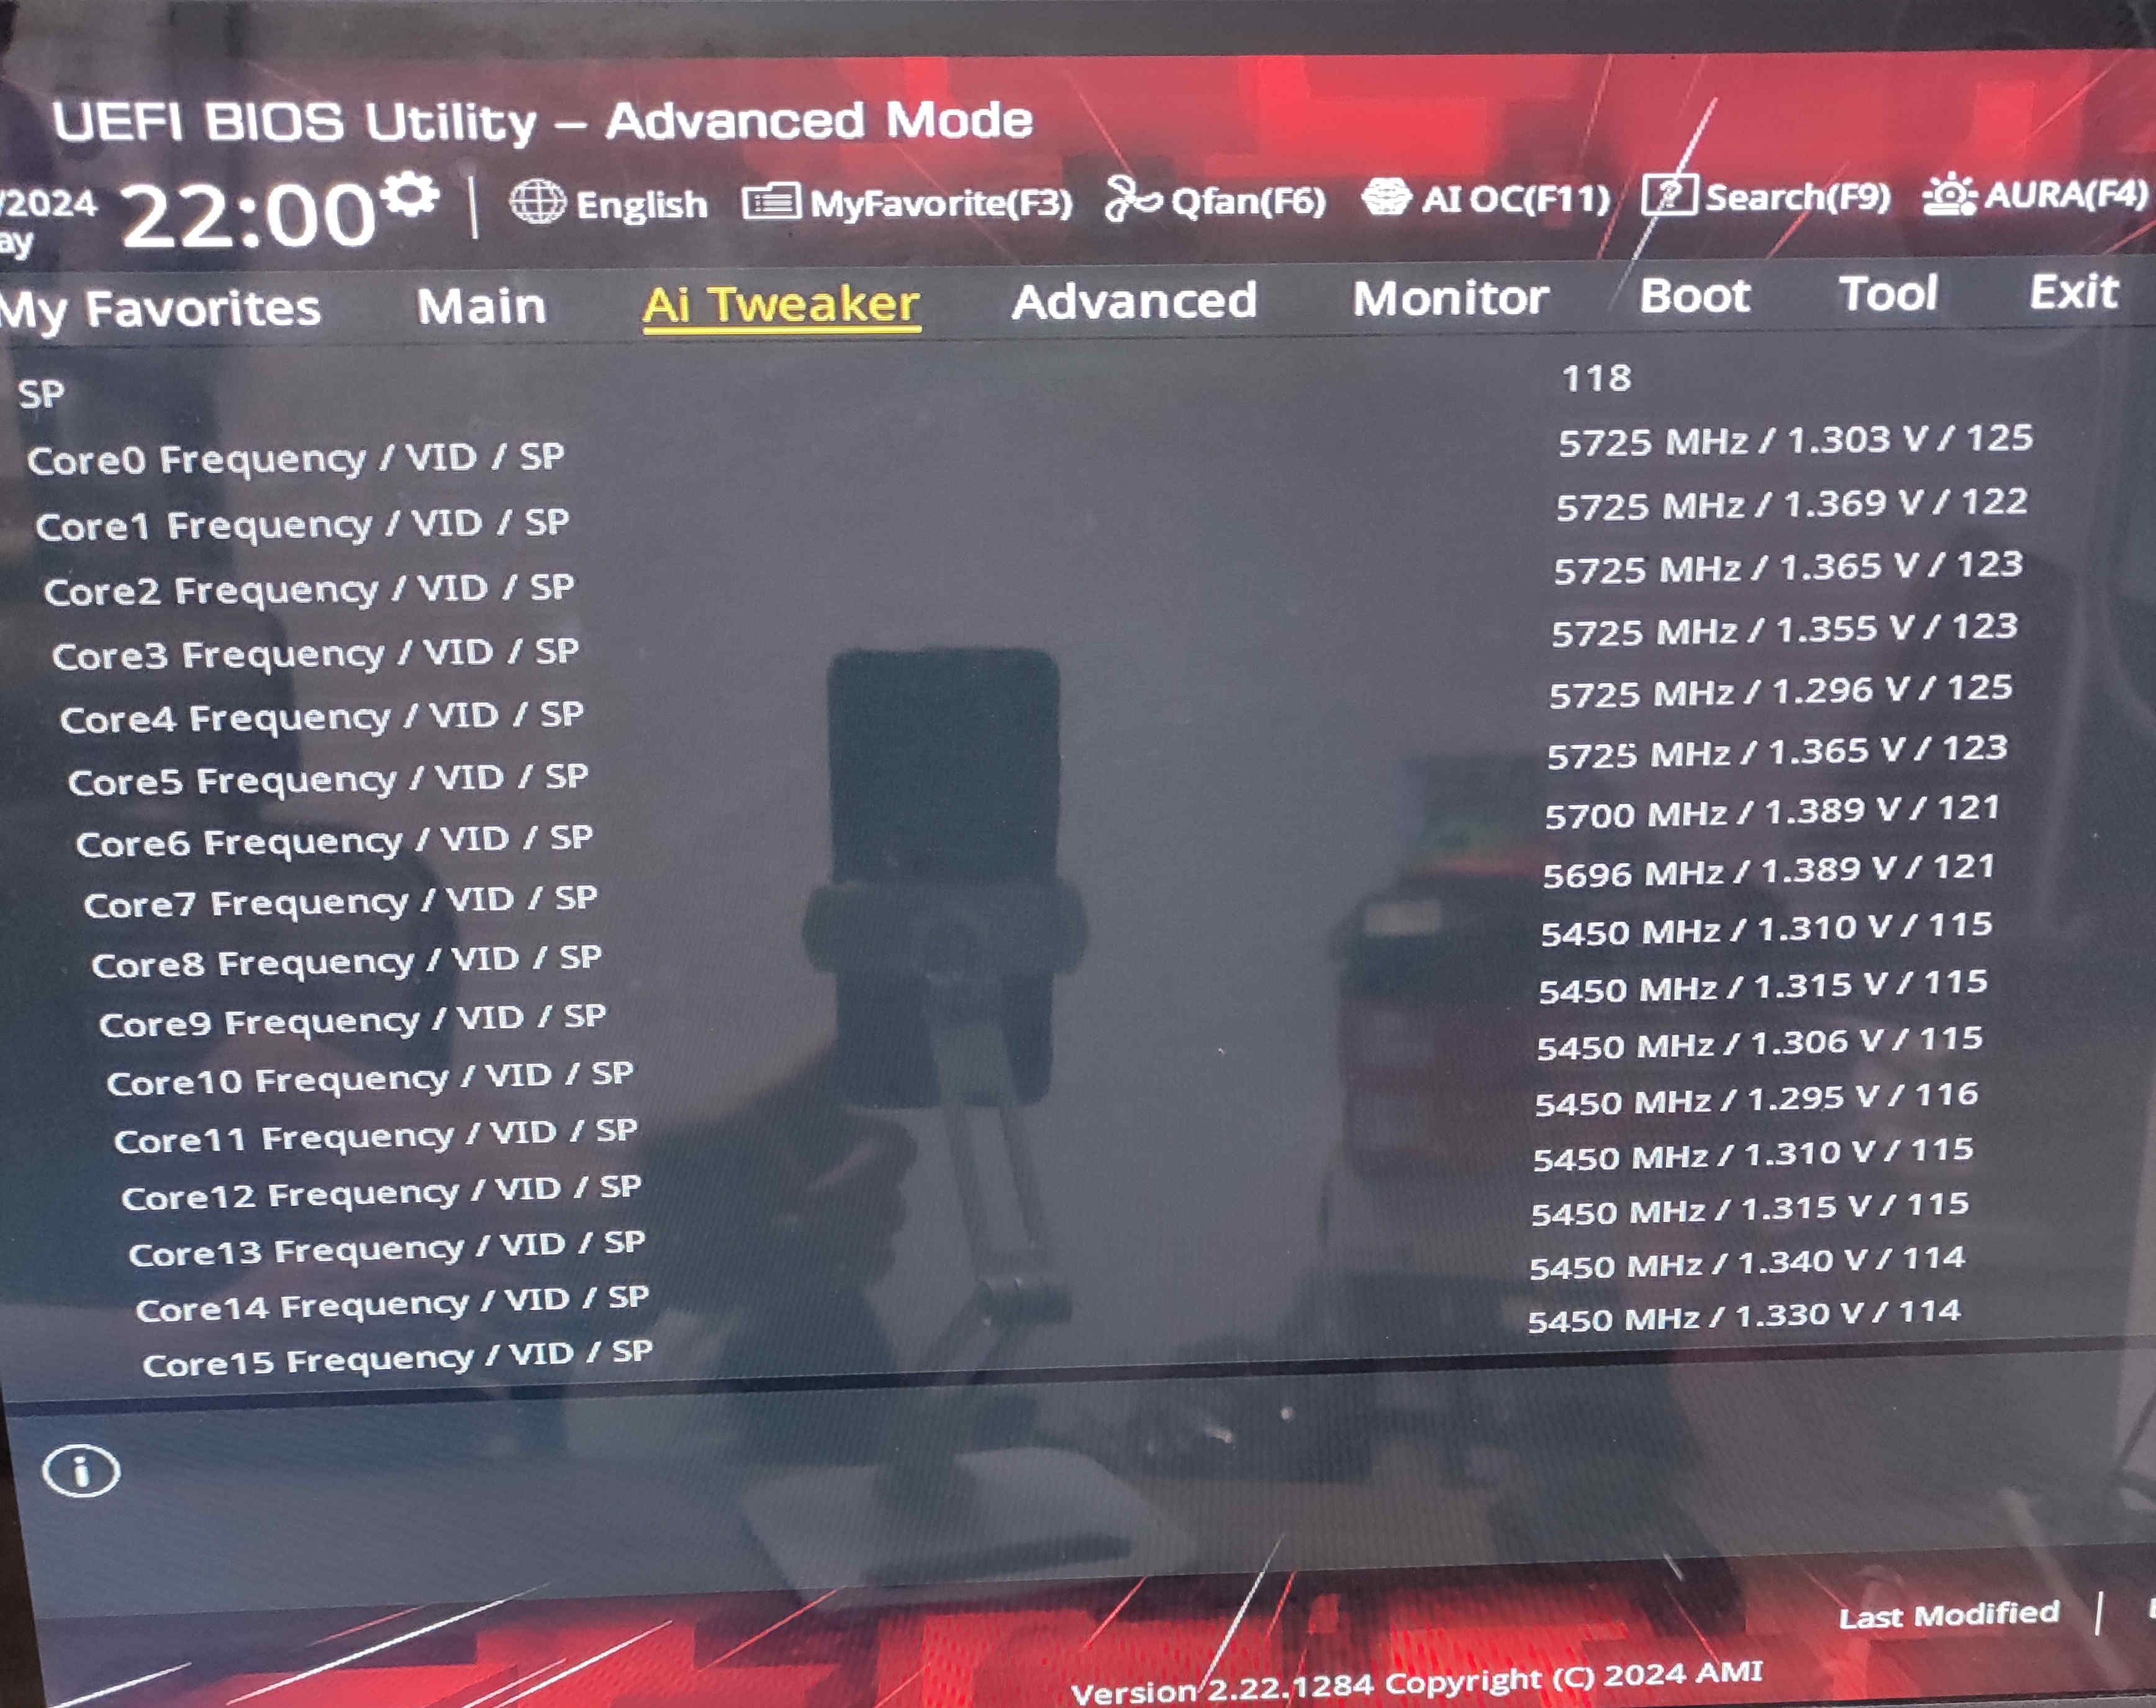 UEFI BIOS Utility – Advanced Mode
/2024 22:00 English MyFavorite(F3) Qfan(F6) AI OC(F11) Search(F9) AURA(F4)
ay
My Favorites Main Ai Tweaker Advanced Monitor Boot Tool Exit
SP 118
Core0 Frequency / VID / SP 5725 MHz / 1.303 V / 125
Core1 Frequency / VID / SP 5725 MHz / 1.369 V / 122
Core2 Frequency / VID / SP 5725 MHz / 1.365 V / 123
Core3 Frequency / VID / SP 5725 MHz / 1.355 V / 123
Core4 Frequency / VID / SP 5725 MHz / 1.296 V / 125
Core5 Frequency / VID / SP 5725 MHz / 1.365 V / 123
Core6 Frequency / VID / SP 5700 MHz / 1.389 V / 121
Core7 Frequency / VID / SP 5696 MHz / 1.389 V / 121
Core8 Frequency / VID / SP 5450 MHz / 1.310 V / 115
Core9 Frequency / VID / SP 5450 MHz / 1.315 V / 115
Core10 Frequency / VID / SP 5450 MHz / 1.306 V / 115
Core11 Frequency / VID / SP 5450 MHz / 1.295 V / 116
Core12 Frequency / VID / SP 5450 MHz / 1.310 V / 115
Core13 Frequency / VID / SP 5450 MHz / 1.315 V / 115
Core14 Frequency / VID / SP 5450 MHz / 1.340 V / 114
Core15 Frequency / VID / SP 5450 MHz / 1.330 V / 114
Last Modified
Version 2.22.1284 Copyright (C) 2024 AMI